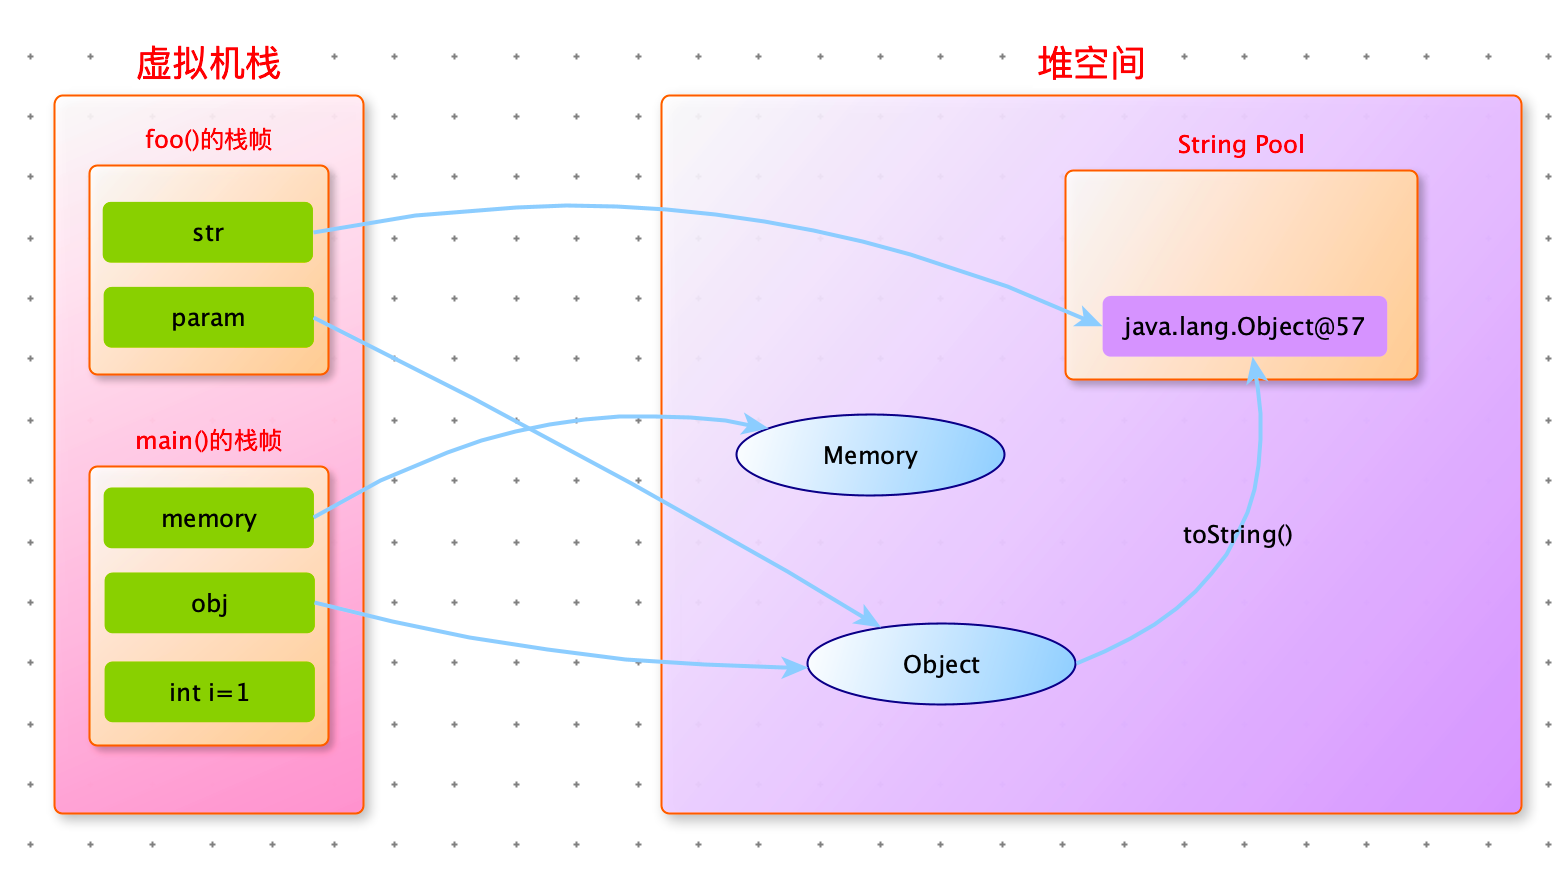 虚拟机栈
foo()的栈帧
str
param
main()的栈帧
memory
obj
int i=1
堆空间
String Pool
java.lang.Object@57
Memory
toString()
Object